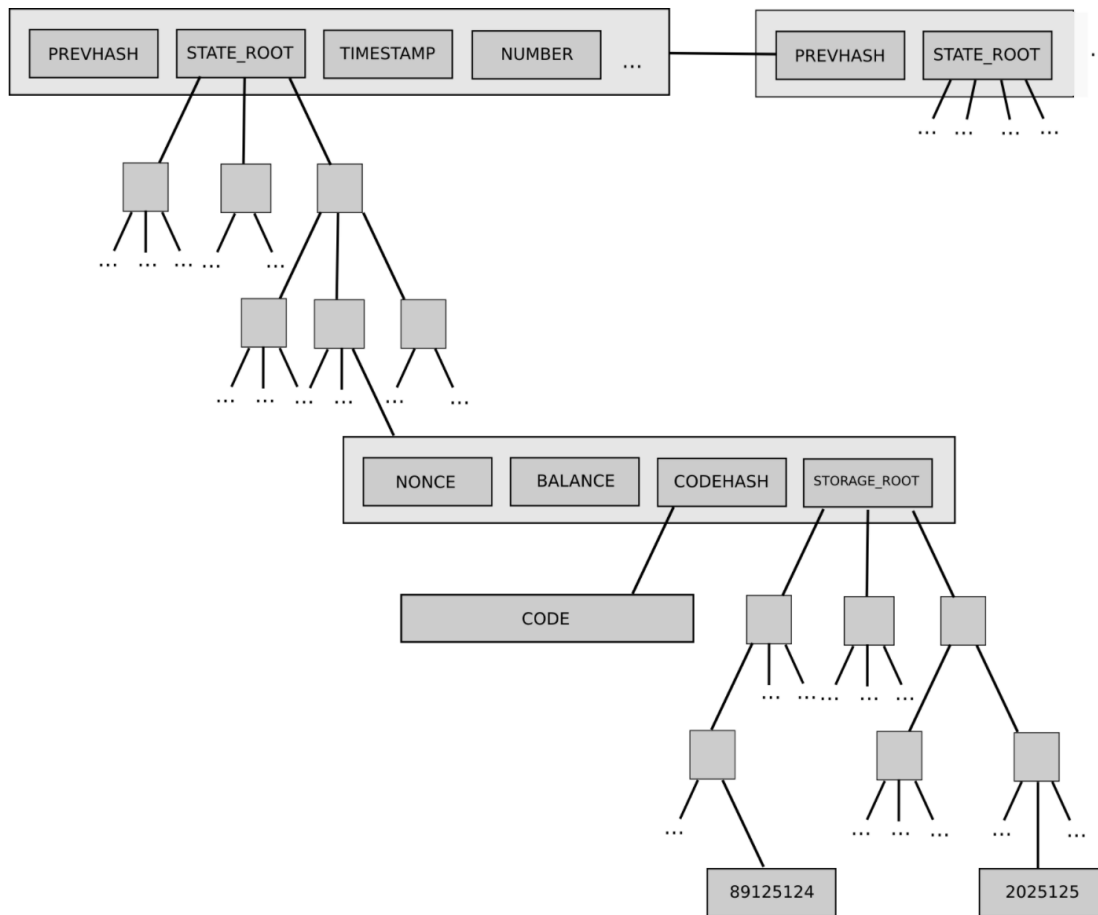 PREVHASH
STATE_ROOT
TIMESTAMP
NUMBER
...
PREVHASH
STATE_ROOT
... ... ... ...
... ... ... ... ...
... ... ... ... ... ...
NONCE
BALANCE
CODEHASH
STORAGE_ROOT
CODE
... ... ... ... ...
... ... ... ... ... ...
89125124
2025125